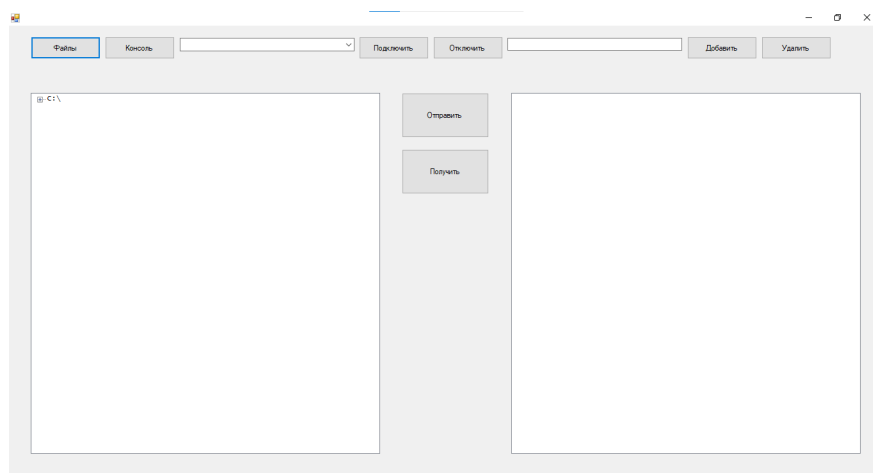 Файлы Консоль Подключить Отключить Добавить Удалить
C:\
Отправить
Получить